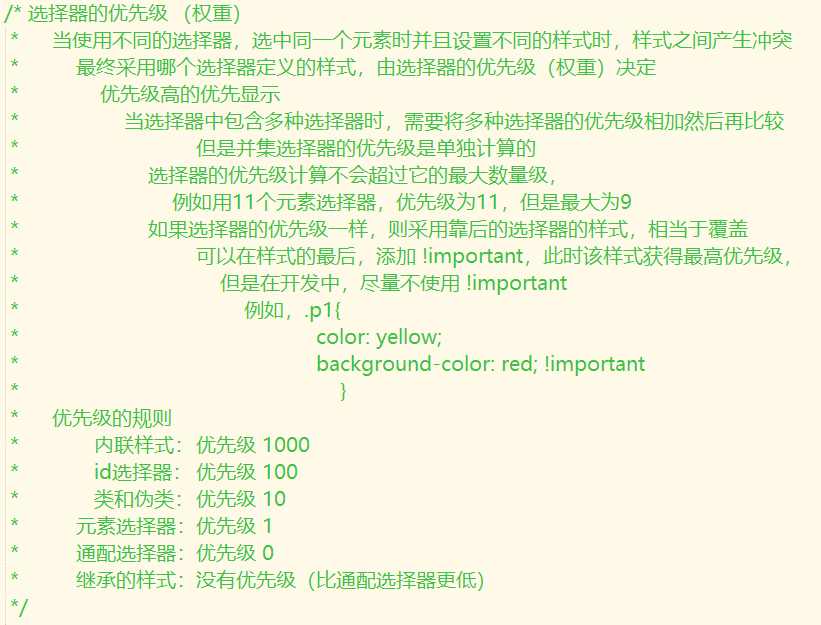 /* 选择器的优先级 （权重）
* 当使用不同的选择器，选中同一个元素时并且设置不同的样式时，样式之间产生冲突
* 最终采用哪个选择器定义的样式，由选择器的优先级（权重）决定
* 优先级高的优先显示
* 当选择器中包含多种选择器时，需要将多种选择器的优先级相加然后再比较
* 但是并集选择器的优先级是单独计算的
* 选择器的优先级计算不会超过它的最大数量级，
* 例如用11个元素选择器，优先级为11，但是最大为9
* 如果选择器的优先级一样，则采用靠后的选择器的样式，相当于覆盖
* 可以在样式的最后，添加 !important，此时该样式获得最高优先级，
* 但是在开发中，尽量不使用 !important
* 例如，.p1{
* color: yellow;
* background-color: red; !important
* }
* 优先级的规则
* 内联样式：优先级 1000
* id选择器：优先级 100
* 类和伪类：优先级 10
* 元素选择器：优先级 1
* 通配选择器：优先级 0
* 继承的样式：没有优先级（比通配选择器更低）
*/